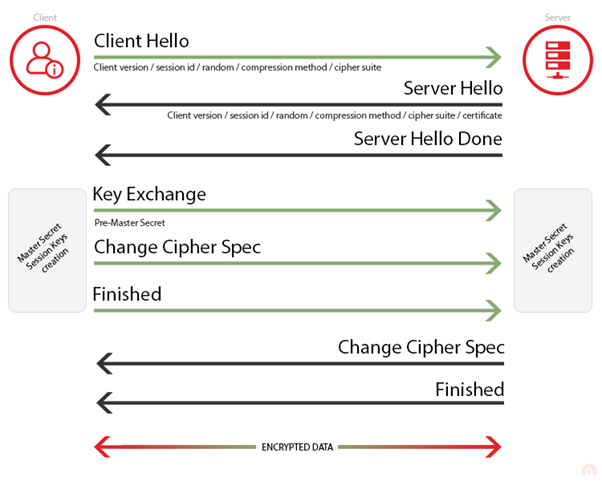 Client
Server
Client Hello
Client version / session id / random / compression method / cipher suite
Server Hello
Client version / session id / random / compression method / cipher suite / certificate
Server Hello Done
Master Secret
Session Keys
creation
Key Exchange
Pre-Master Secret
Change Cipher Spec
Finished
Master Secret
Session Keys
creation
Change Cipher Spec
Finished
ENCRYPTED DATA